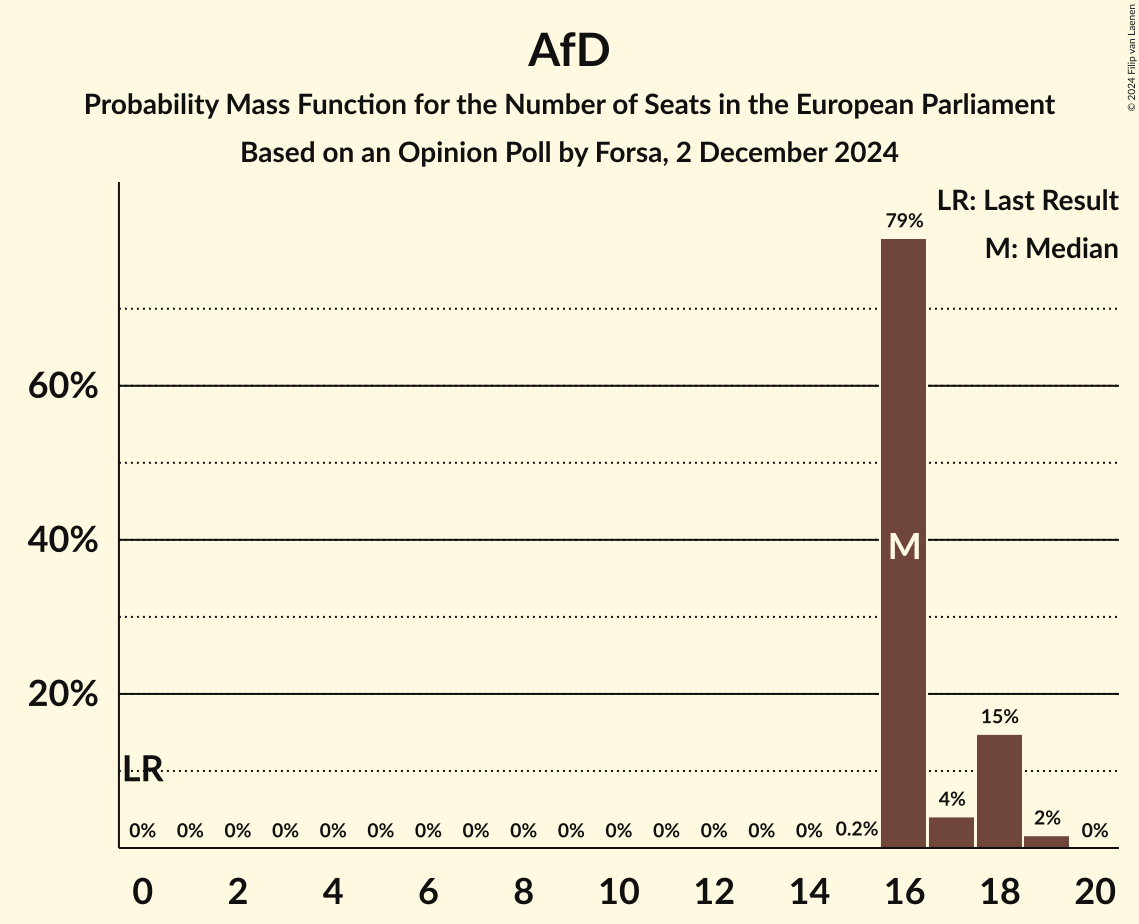 AfD
Probability Mass Function for the Number of Seats in the European Parliament
Based on an Opinion Poll by Forsa, 2 December 2024
© 2024 Filip van Laenen
LR: Last Result
M: Median
79%
60%
40%
M
20%
15%
LR
4%
2%
0% 0% 0% 0% 0% 0% 0% 0% 0% 0% 0% 0% 0% 0% 0% 0.2% 0%
0 2 4 6 8 10 12 14 16 18 20